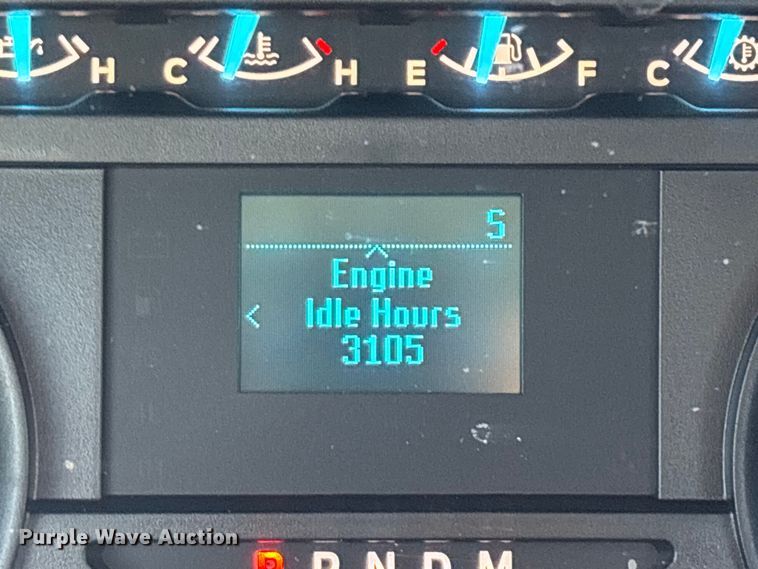 H C H E F C
S
Engine
Idle Hours
3105
Purple Wave Auction
P R N D M